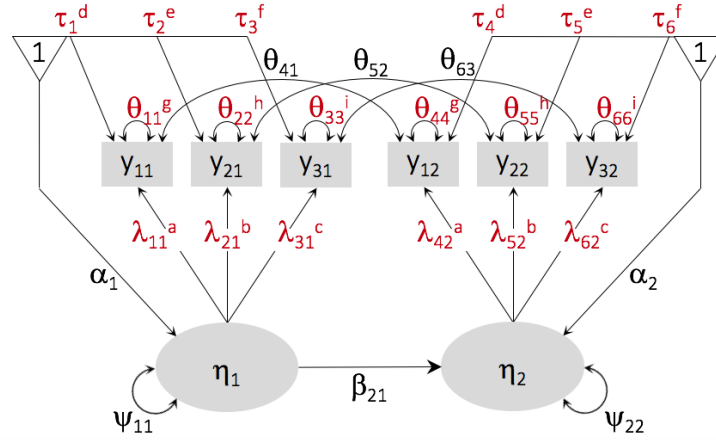 1 τ₁ᵈ τ₂ᵉ τ₃ᶠ τ₄ᵈ τ₅ᵉ τ₆ᶠ 1
θ₄₁ θ₅₂ θ₆₃
θ₁₁ᵍ θ₂₂ʰ θ₃₃ⁱ θ₄₄ᵍ θ₅₅ʰ θ₆₆ⁱ
y₁₁ y₂₁ y₃₁ y₁₂ y₂₂ y₃₂
λ₁₁ᵃ λ₂₁ᵇ λ₃₁ᶜ λ₄₂ᵃ λ₅₂ᵇ λ₆₂ᶜ
α₁ α₂
η₁ η₂
β₂₁
ψ₁₁ ψ₂₂